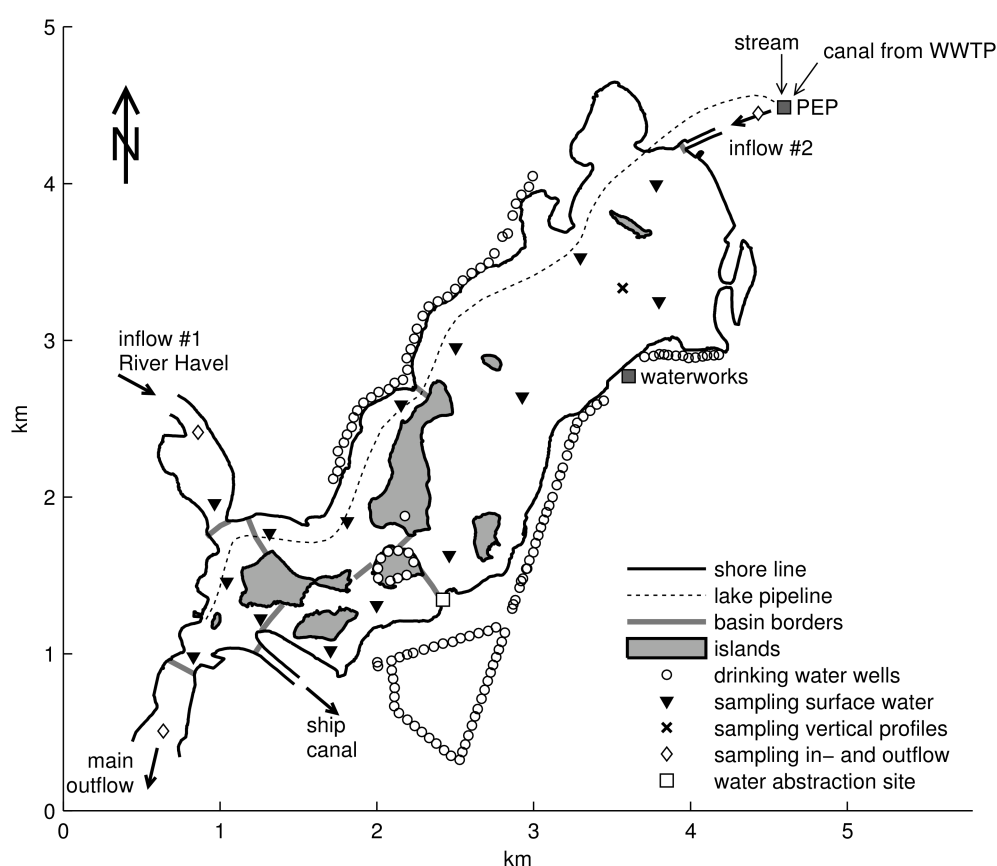 5
4
3
2
1
0
km
N
stream
canal from WWTP
PEP
inflow #2
inflow #1
River Havel
waterworks
shore line
lake pipeline
basin borders
islands
drinking water wells
sampling surface water
sampling vertical profiles
sampling in− and outflow
water abstraction site
ship
canal
main
outflow
0
1
2
3
4
5
km